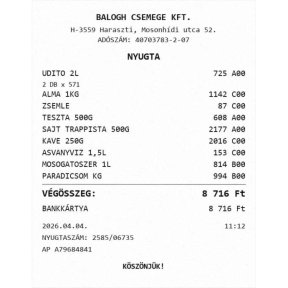 BALOGH CSEMEGE KFT.
H-3559 Haraszti, Mosonhídi utca 52.
ADÓSZÁM: 40703783-2-07
NYUGTA
UDITO 2L 725 A00
2 DB x 571
ALMA 1KG 1142 C00
ZSEMLE 87 C00
TESZTA 500G 608 A00
SAJT TRAPPISTA 500G 2177 A00
KAVE 250G 2016 C00
ASVANYVIZ 1,5L 153 C00
MOSOGATOSZER 1L 814 B00
PARADICSOM KG 994 B00
VÉGÖSSZEG: 8 716 Ft
BANKKÁRTYA 8 716 Ft
2026.04.04. 11:12
NYUGTASZÁM: 2585/06735
AP A79684841
KÖSZÖNJÜK!